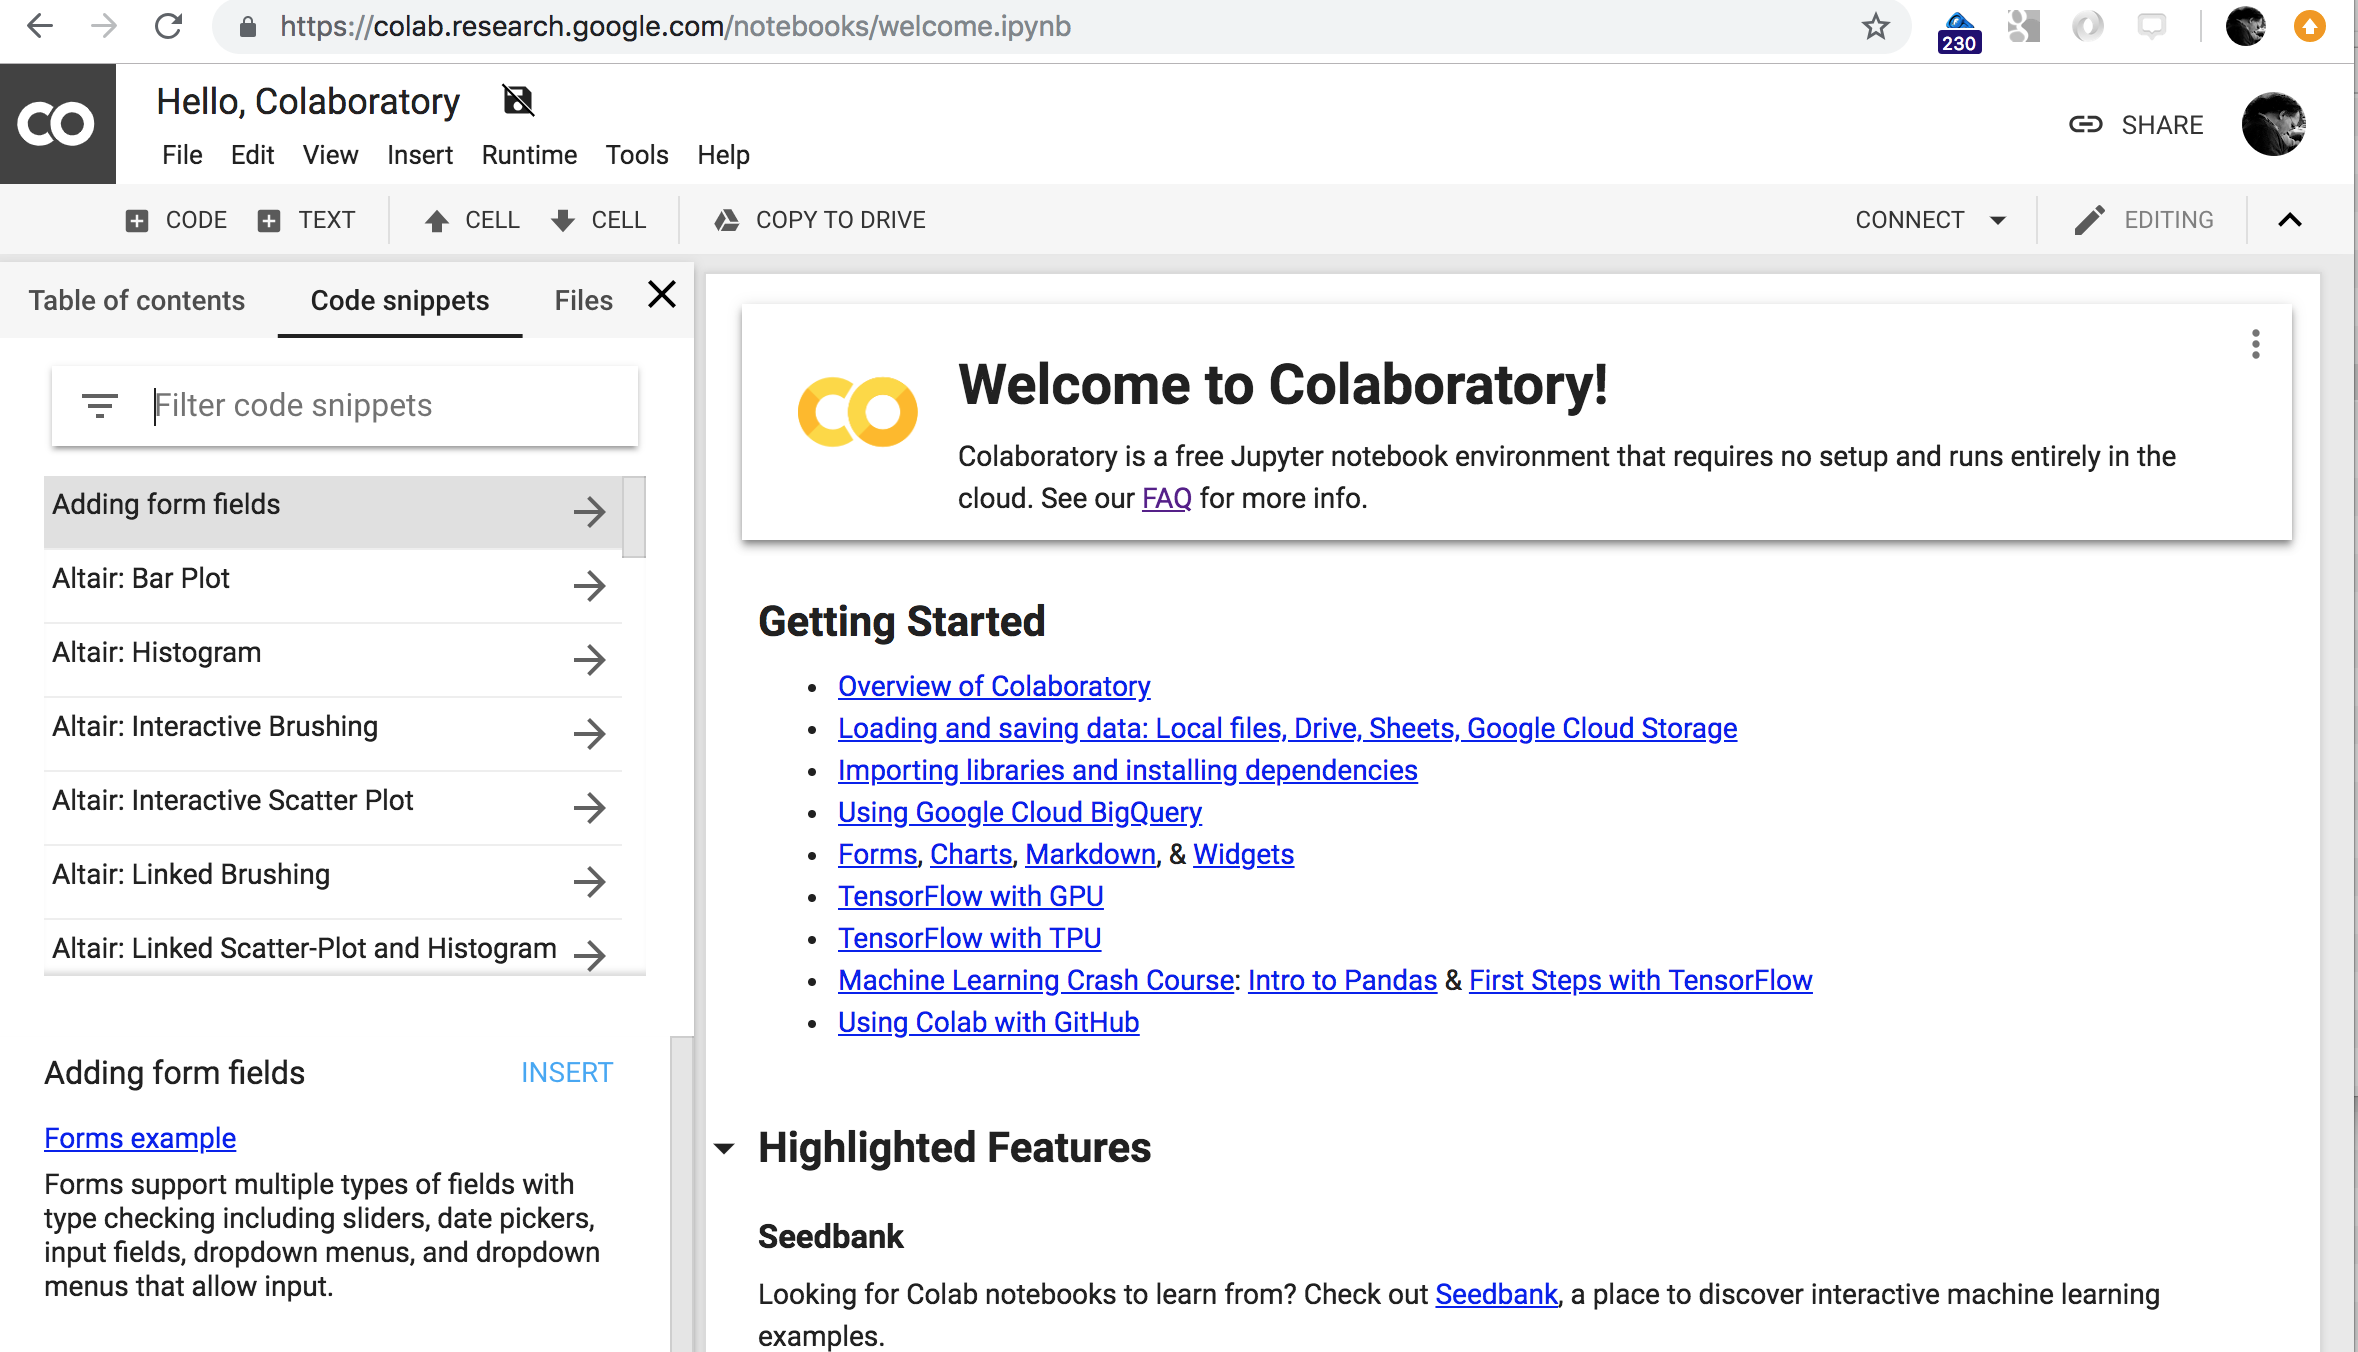 https://colab.research.google.com/notebooks/welcome.ipynb
230
CO
Hello, Colaboratory
File Edit View Insert Runtime Tools Help
SHARE
CODE TEXT CELL CELL COPY TO DRIVE CONNECT EDITING
Table of contents Code snippets Files
Filter code snippets
Adding form fields
Altair: Bar Plot
Altair: Histogram
Altair: Interactive Brushing
Altair: Interactive Scatter Plot
Altair: Linked Brushing
Altair: Linked Scatter-Plot and Histogram
Adding form fields INSERT
Forms example
Forms support multiple types of fields with
type checking including sliders, date pickers,
input fields, dropdown menus, and dropdown
menus that allow input.
CO
Welcome to Colaboratory!
Colaboratory is a free Jupyter notebook environment that requires no setup and runs entirely in the
cloud. See our FAQ for more info.
Getting Started
• Overview of Colaboratory
• Loading and saving data: Local files, Drive, Sheets, Google Cloud Storage
• Importing libraries and installing dependencies
• Using Google Cloud BigQuery
• Forms, Charts, Markdown, & Widgets
• TensorFlow with GPU
• TensorFlow with TPU
• Machine Learning Crash Course: Intro to Pandas & First Steps with TensorFlow
• Using Colab with GitHub
Highlighted Features
Seedbank
Looking for Colab notebooks to learn from? Check out Seedbank, a place to discover interactive machine learning
examples.